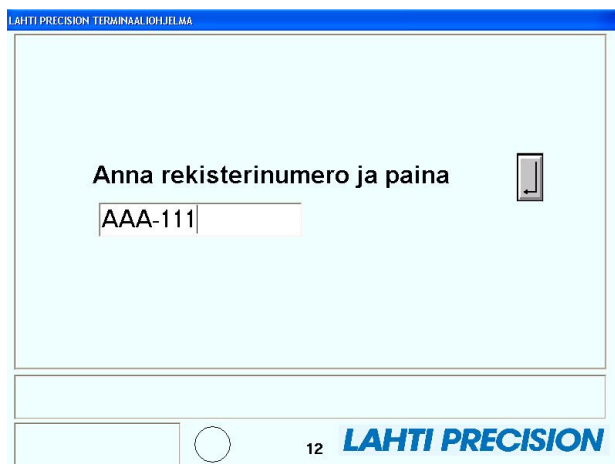 LAHTI PRECISION TERMINAALIOHJELMA
Anna rekisterinumero ja paina
AAA-111
12 LAHTI PRECISION